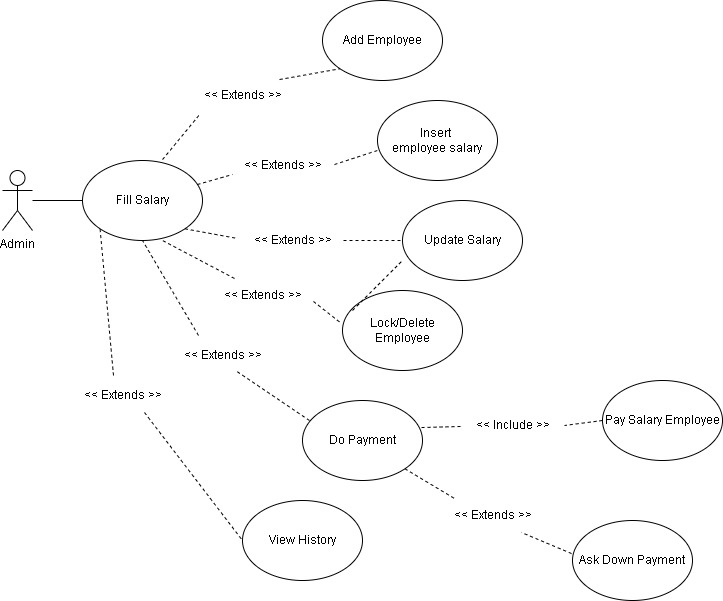 Add Employee
<< Extends >>
Insert
employee salary
<< Extends >>
Fill Salary
Admin
<< Extends >>
Update Salary
<< Extends >>
Lock/Delete
Employee
<< Extends >>
<< Extends >>
Do Payment
<< Include >>
Pay Salary Employee
<< Extends >>
View History
Ask Down Payment